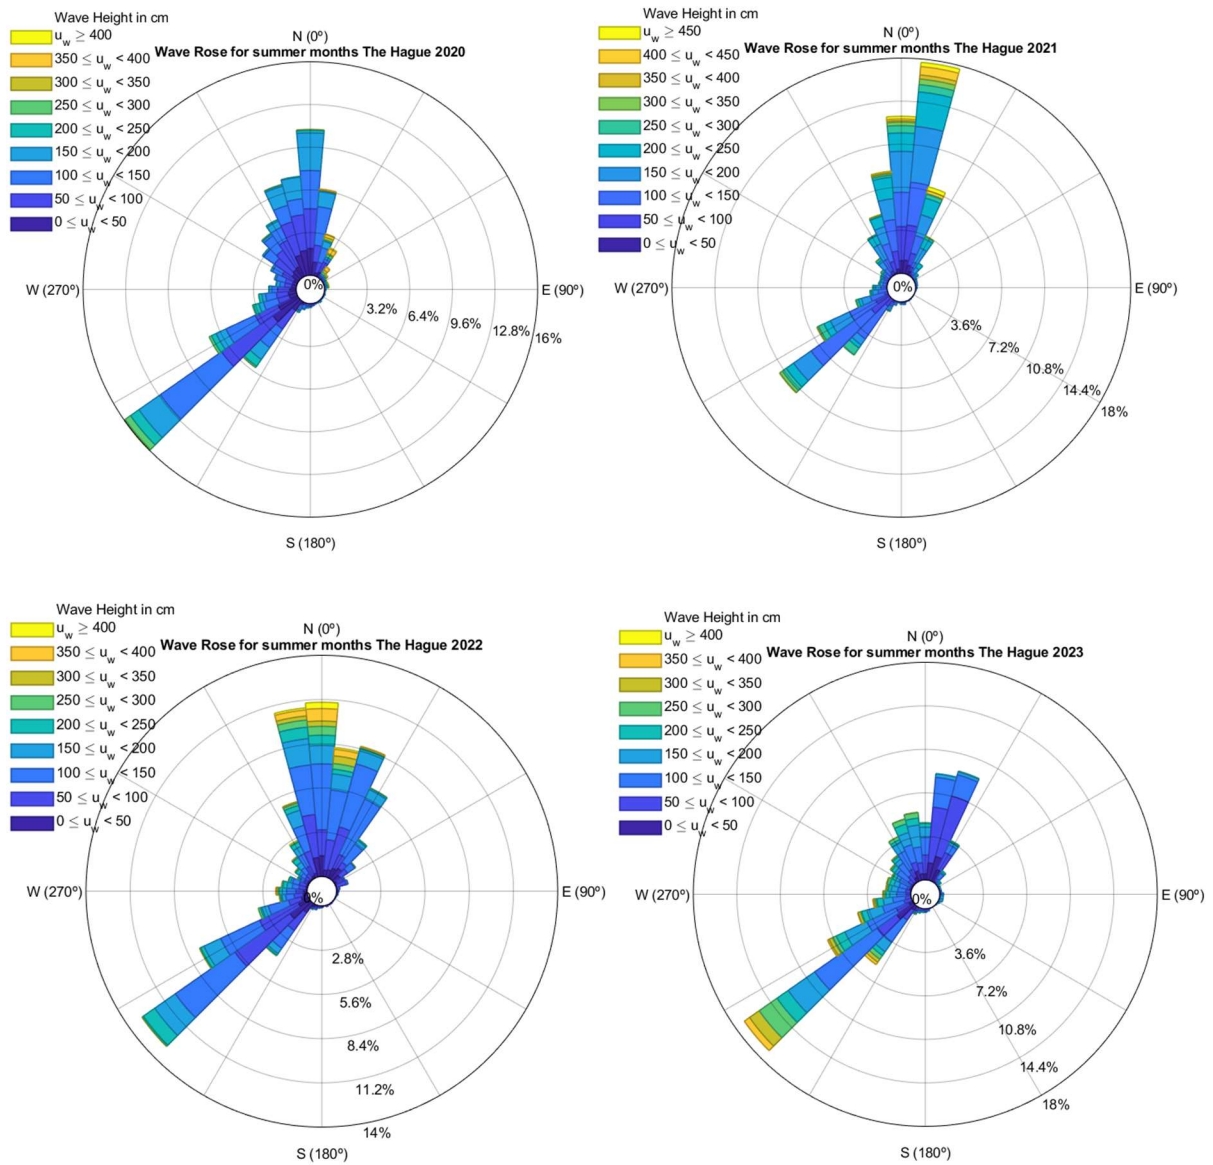 Wave Height in cm
u_w ≥ 400
350 ≤ u_w < 400
300 ≤ u_w < 350
250 ≤ u_w < 300
200 ≤ u_w < 250
150 ≤ u_w < 200
100 ≤ u_w < 150
50 ≤ u_w < 100
0 ≤ u_w < 50
N (0º)
Wave Rose for summer months The Hague 2020
W (270º)
E (90º)
0%
3.2%
6.4%
9.6%
12.8%
16%
S (180º)
Wave Height in cm
u_w ≥ 450
400 ≤ u_w < 450
350 ≤ u_w < 400
300 ≤ u_w < 350
250 ≤ u_w < 300
200 ≤ u_w < 250
150 ≤ u_w < 200
100 ≤ u_w < 150
50 ≤ u_w < 100
0 ≤ u_w < 50
N (0º)
Wave Rose for summer months The Hague 2021
W (270º)
E (90º)
0%
3.6%
7.2%
10.8%
14.4%
18%
S (180º)
Wave Height in cm
u_w ≥ 400
350 ≤ u_w < 400
300 ≤ u_w < 350
250 ≤ u_w < 300
200 ≤ u_w < 250
150 ≤ u_w < 200
100 ≤ u_w < 150
50 ≤ u_w < 100
0 ≤ u_w < 50
N (0º)
Wave Rose for summer months The Hague 2022
W (270º)
E (90º)
0%
2.8%
5.6%
8.4%
11.2%
14%
S (180º)
Wave Height in cm
u_w ≥ 400
350 ≤ u_w < 400
300 ≤ u_w < 350
250 ≤ u_w < 300
200 ≤ u_w < 250
150 ≤ u_w < 200
100 ≤ u_w < 150
50 ≤ u_w < 100
0 ≤ u_w < 50
N (0º)
Wave Rose for summer months The Hague 2023
W (270º)
E (90º)
0%
3.6%
7.2%
10.8%
14.4%
18%
S (180º)